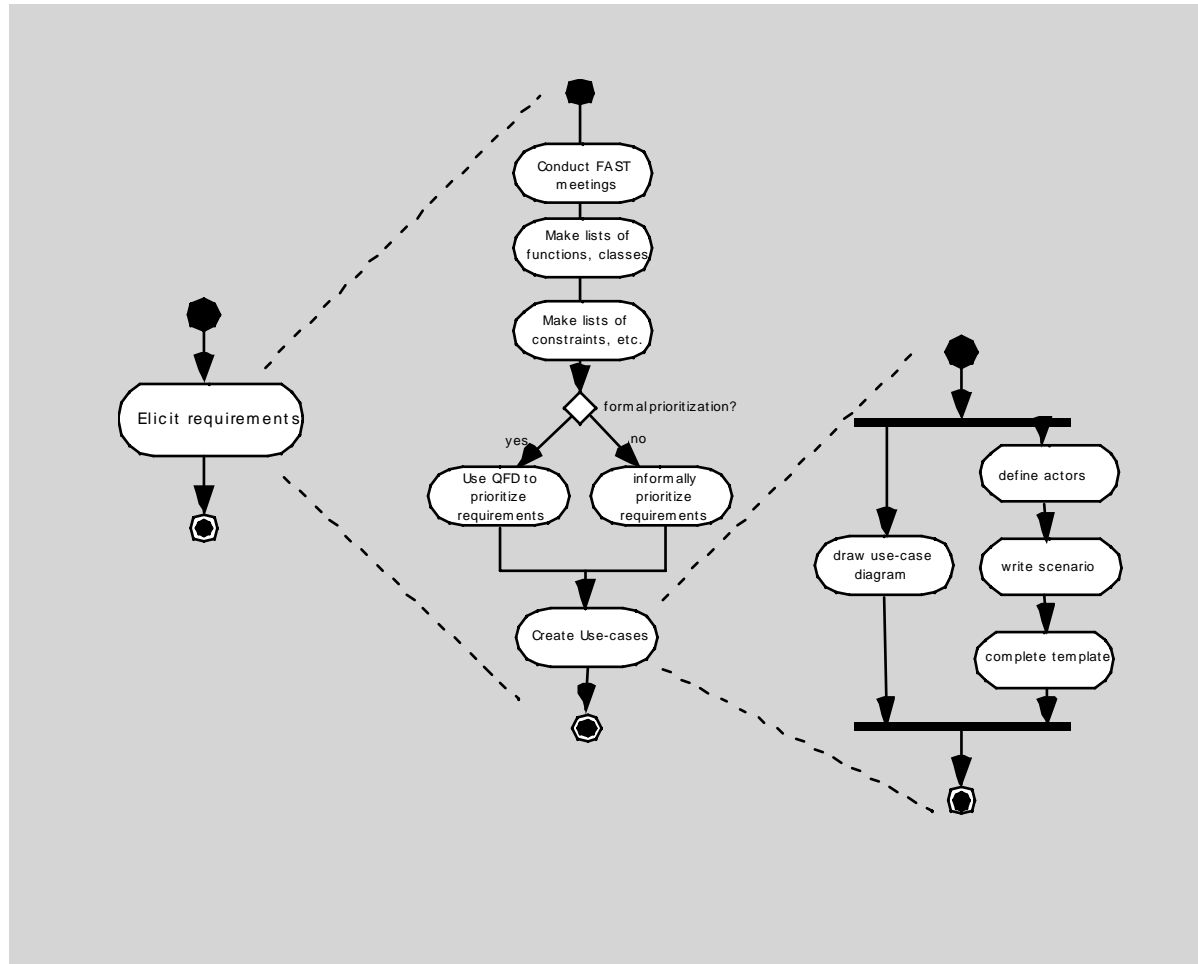 Conduct FAST
meetings
Make lists of
functions, classes
Make lists of
constraints, etc.
formal prioritization?
yes
no
Use QFD to
prioritize
requirements
informally
prioritize
requirements
Create Use-cases
Elicit requirements
define actors
draw use-case
diagram
write scenario
complete template